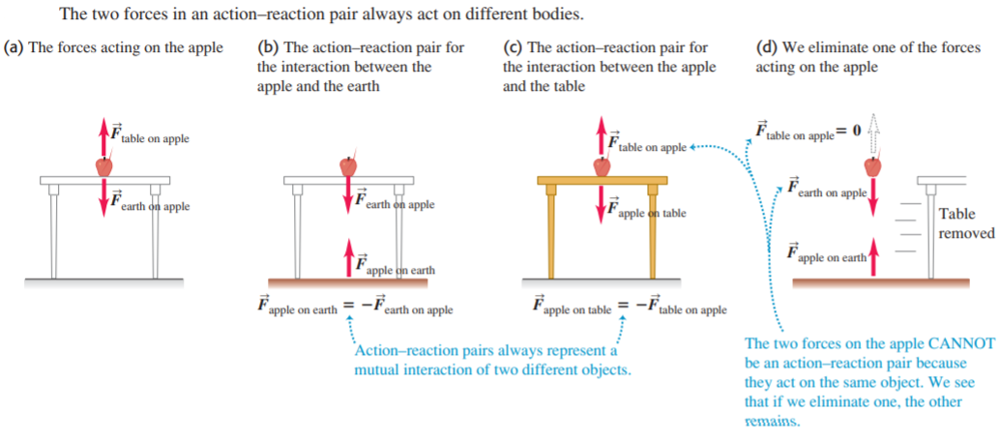 The two forces in an action–reaction pair always act on different bodies.
(a) The forces acting on the apple
F⃗ table on apple
F⃗ earth on apple
(b) The action–reaction pair for
the interaction between the
apple and the earth
F⃗ earth on apple
F⃗ apple on earth
F⃗ apple on earth = −F⃗ earth on apple
(c) The action–reaction pair for
the interaction between the apple
and the table
F⃗ table on apple
F⃗ apple on table
F⃗ apple on table = −F⃗ table on apple
Action–reaction pairs always represent a
mutual interaction of two different objects.
(d) We eliminate one of the forces
acting on the apple
F⃗ table on apple = 0
F⃗ earth on apple
Table
removed
F⃗ apple on earth
The two forces on the apple CANNOT
be an action–reaction pair because
they act on the same object. We see
that if we eliminate one, the other
remains.